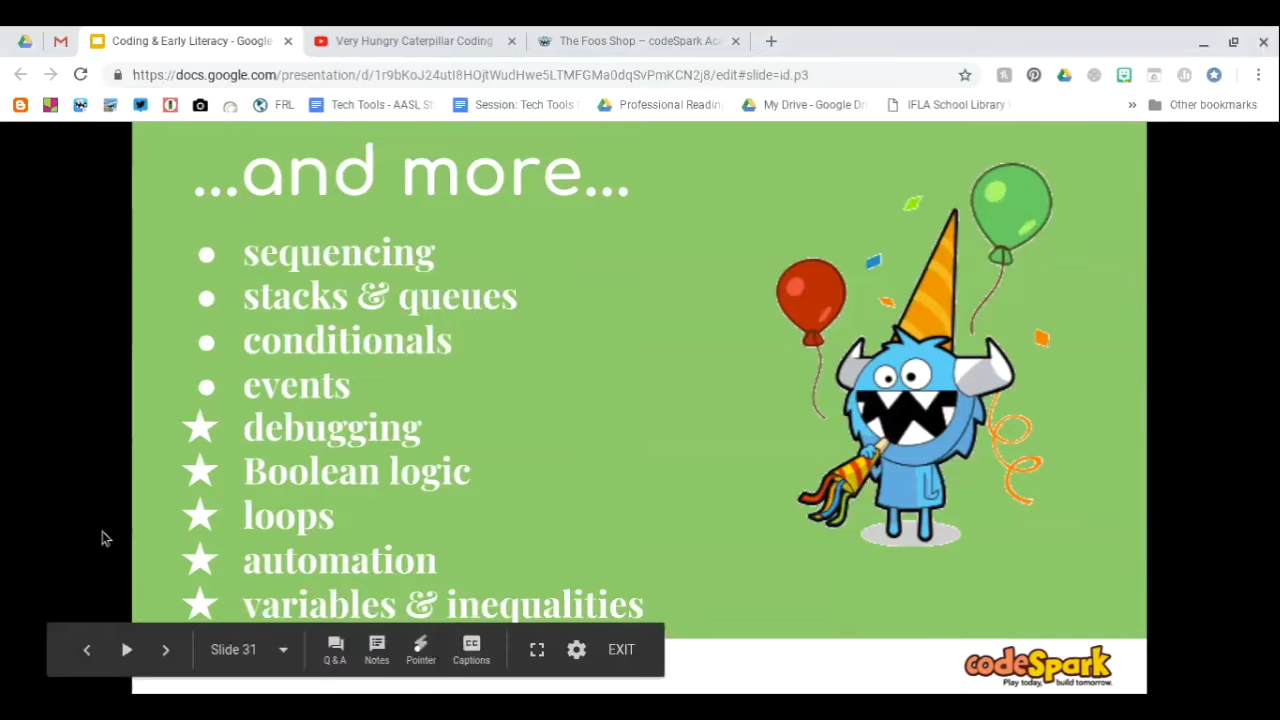 Coding & Early Literacy - Google
Very Hungry Caterpillar Coding
The Foos Shop – codeSpark Aca
https://docs.google.com/presentation/d/1r9bKoJ24utI8HOjtWudHwe5LTMFGMa0dqSvPmKCN2j8/edit#slide=id.p3
FRL
Tech Tools - AASL St
Session: Tech Tools
Professional Readin
My Drive - Google Dri
IFLA School Library
»
Other bookmarks
...and more...
● sequencing
● stacks & queues
● conditionals
● events
★ debugging
★ Boolean logic
★ loops
★ automation
★ variables & inequalities
Slide 31
Q & A
Notes
Pointer
Captions
EXIT
codeSpark
Play today, build tomorrow.